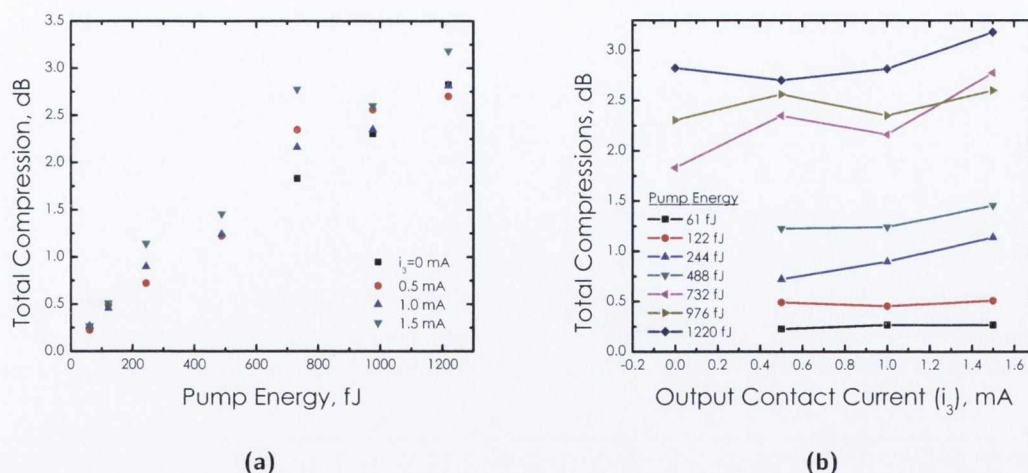 3.5
3.0
2.5
2.0
1.5
1.0
0.5
0.0
Total Compression, dB
0 200 400 600 800 1000 1200
Pump Energy, fJ
i₃=0 mA
0.5 mA
1.0 mA
1.5 mA
(a)
3.0
2.5
2.0
1.5
1.0
0.5
0.0
Total Compressions, dB
Pump Energy
61 fJ
122 fJ
244 fJ
488 fJ
732 fJ
976 fJ
1220 fJ
-0.2 0.0 0.2 0.4 0.6 0.8 1.0 1.2 1.4 1.6
Output Contact Current (i₃), mA
(b)